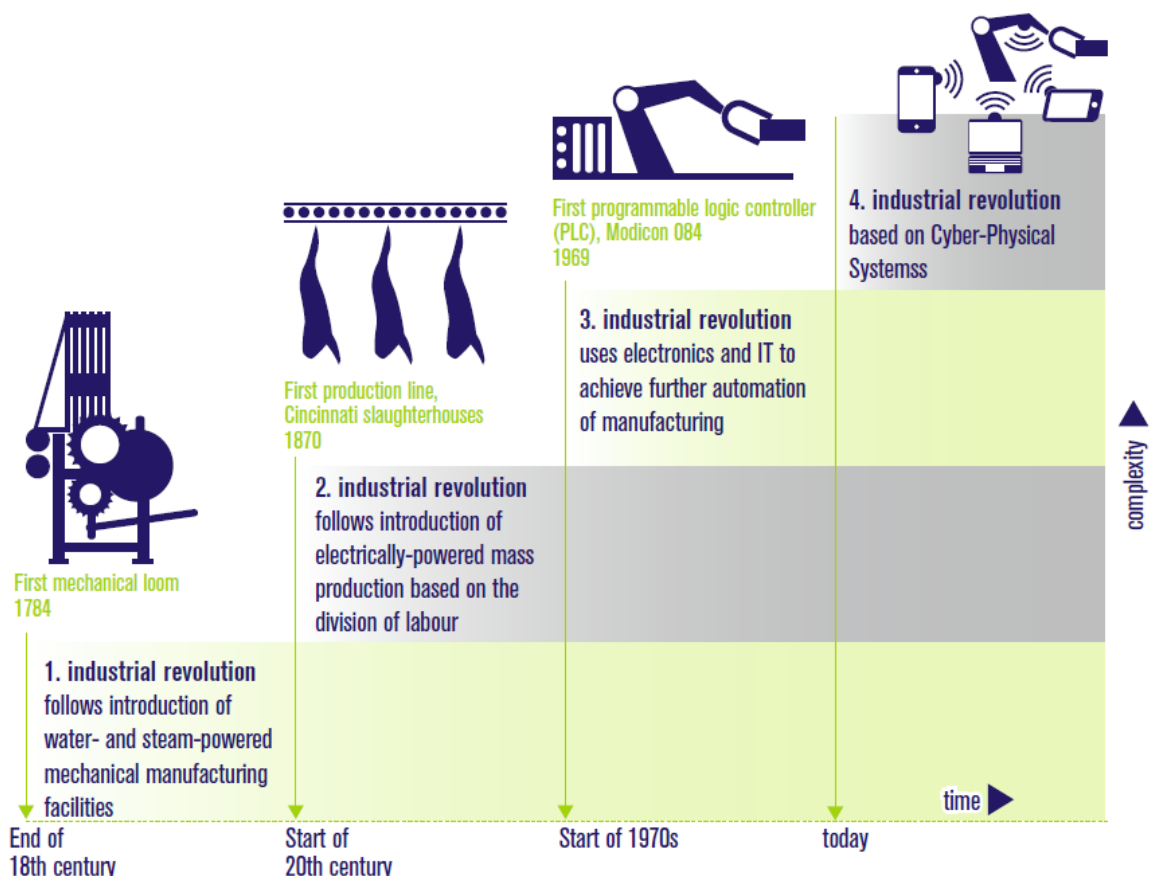 First mechanical loom
1784
First production line,
Cincinnati slaughterhouses
1870
First programmable logic controller
(PLC), Modicon 084
1969
4. industrial revolution
based on Cyber-Physical
Systemss
3. industrial revolution
uses electronics and IT to
achieve further automation
of manufacturing
2. industrial revolution
follows introduction of
electrically-powered mass
production based on the
division of labour
1. industrial revolution
follows introduction of
water- and steam-powered
mechanical manufacturing
facilities
complexity
time
End of
18th century
Start of
20th century
Start of 1970s
today